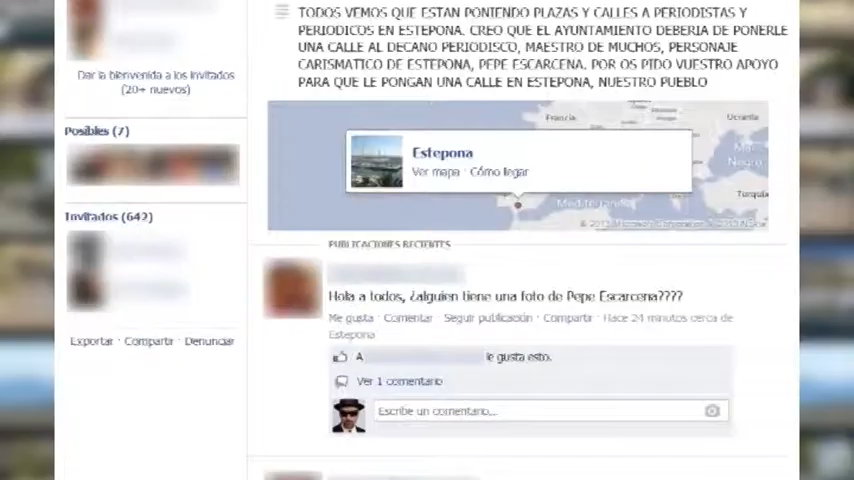 TODOS VEMOS QUE ESTAN PONIENDO PLAZAS Y CALLES A PERIODISTAS Y
PERIODICOS EN ESTEPONA. CREO QUE EL AYUNTAMIENTO DEBERIA DE PONERLE
UNA CALLE AL DECANO PERIODISCO, MAESTRO DE MUCHOS, PERSONAJE
CARISMATICO DE ESTEPONA, PEPE ESCARCENA. POR OS PIDO VUESTRO APOYO
PARA QUE LE PONGAN UNA CALLE EN ESTEPONA, NUESTRO PUEBLO
Dar la bienvenida a los invitados
(20+ nuevos)
Posibles (7)
Invitados (642)
Exportar · Compartir · Denunciar
Francia
Ucrania
Mar
Negro
Estepona
Ver mapa · Cómo llegar
Turquía
Mediterráneo
PUBLICACIONES RECIENTES
Hola a todos, ¿alguien tiene una foto de Pepe Escarcena????
Me gusta · Comentar · Seguir publicación · Compartir · Hace 24 minutos cerca de
Estepona
A le gusta esto.
Ver 1 comentario
Escribe un comentario...